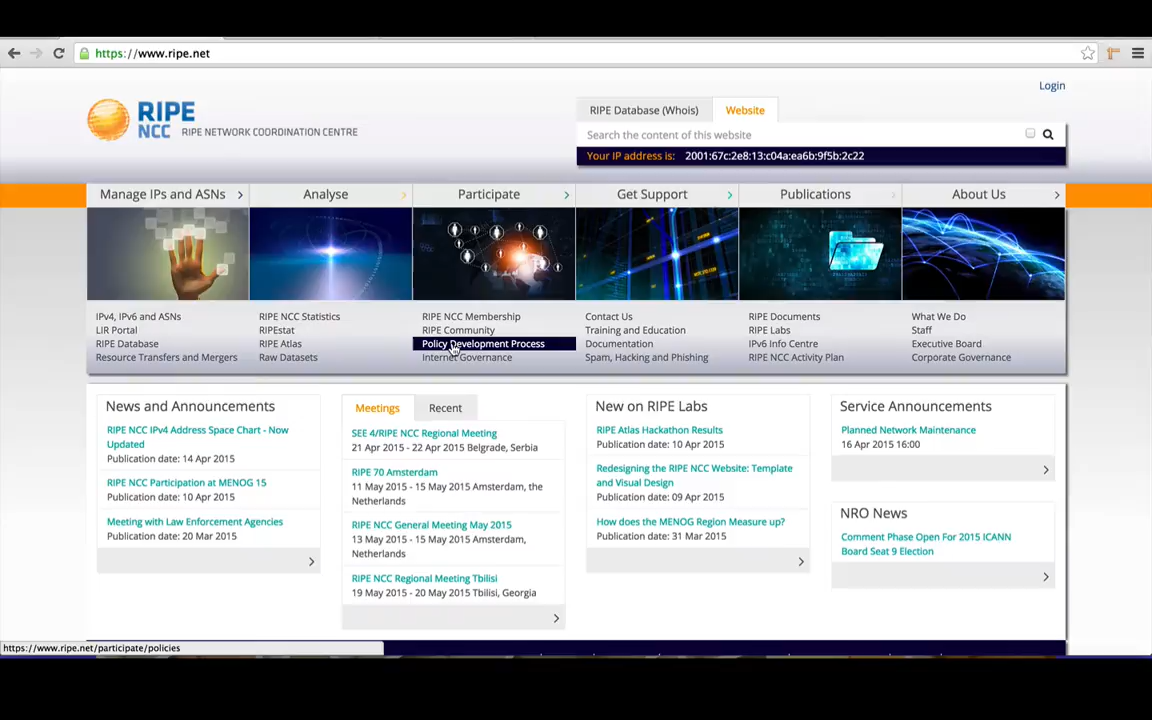 https://www.ripe.net
Login
RIPE
NCC RIPE NETWORK COORDINATION CENTRE
RIPE Database (Whois) Website
Search the content of this website
Your IP address is: 2001:67c:2e8:13:c04a:ea6b:9f5b:2c22
Manage IPs and ASNs Analyse Participate Get Support Publications About Us
IPv4, IPv6 and ASNs
LIR Portal
RIPE Database
Resource Transfers and Mergers
RIPE NCC Statistics
RIPEstat
RIPE Atlas
Raw Datasets
RIPE NCC Membership
RIPE Community
Policy Development Process
Internet Governance
Contact Us
Training and Education
Documentation
Spam, Hacking and Phishing
RIPE Documents
RIPE Labs
IPv6 Info Centre
RIPE NCC Activity Plan
What We Do
Staff
Executive Board
Corporate Governance
News and Announcements
RIPE NCC IPv4 Address Space Chart - Now
Updated
Publication date: 14 Apr 2015
RIPE NCC Participation at MENOG 15
Publication date: 10 Apr 2015
Meeting with Law Enforcement Agencies
Publication date: 20 Mar 2015
Meetings Recent
SEE 4/RIPE NCC Regional Meeting
21 Apr 2015 - 22 Apr 2015 Belgrade, Serbia
RIPE 70 Amsterdam
11 May 2015 - 15 May 2015 Amsterdam, the
Netherlands
RIPE NCC General Meeting May 2015
13 May 2015 - 15 May 2015 Amsterdam,
Netherlands
RIPE NCC Regional Meeting Tbilisi
19 May 2015 - 20 May 2015 Tbilisi, Georgia
New on RIPE Labs
RIPE Atlas Hackathon Results
Publication date: 10 Apr 2015
Redesigning the RIPE NCC Website: Template
and Visual Design
Publication date: 09 Apr 2015
How does the MENOG Region Measure up?
Publication date: 31 Mar 2015
Service Announcements
Planned Network Maintenance
16 Apr 2015 16:00
NRO News
Comment Phase Open For 2015 ICANN
Board Seat 9 Election
https://www.ripe.net/participate/policies